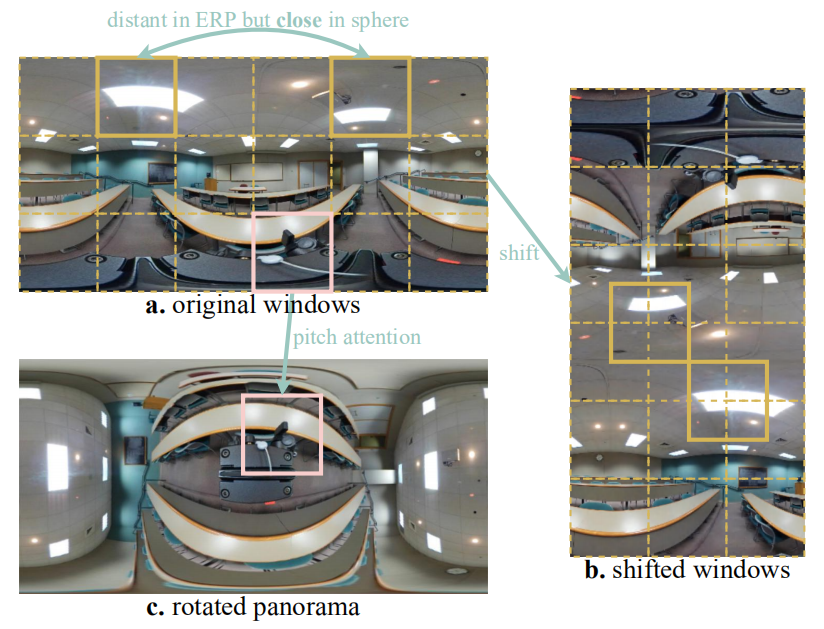 distant in ERP but close in sphere
shift
a. original windows
pitch attention
b. shifted windows
c. rotated panorama